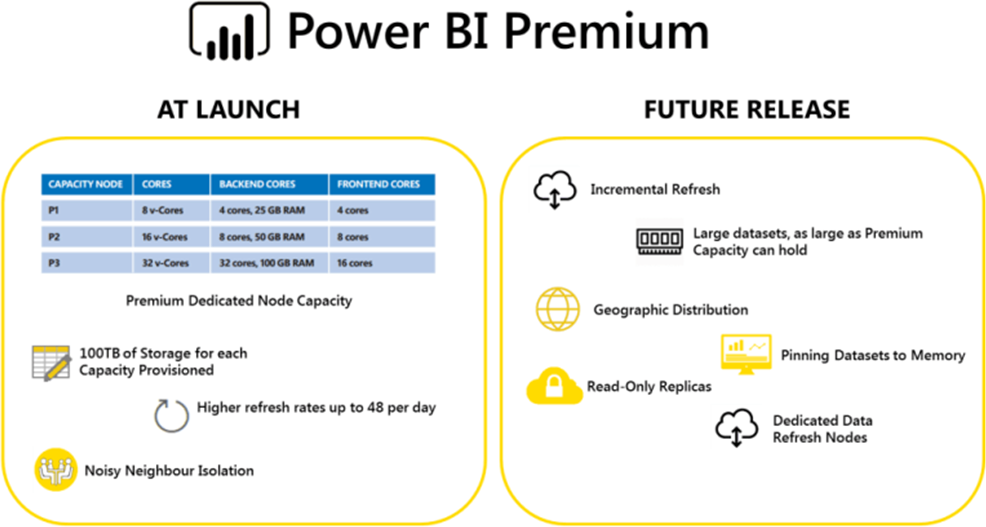 Power BI Premium
AT LAUNCH
CAPACITY NODE CORES BACKEND CORES FRONTEND CORES
P1 8 v-Cores 4 cores, 25 GB RAM 4 cores
P2 16 v-Cores 8 cores, 50 GB RAM 8 cores
P3 32 v-Cores 32 cores, 100 GB RAM 16 cores
Premium Dedicated Node Capacity
100TB of Storage for each
Capacity Provisioned
Higher refresh rates up to 48 per day
Noisy Neighbour Isolation
FUTURE RELEASE
Incremental Refresh
Large datasets, as large as Premium
Capacity can hold
Geographic Distribution
Pinning Datasets to Memory
Read-Only Replicas
Dedicated Data
Refresh Nodes